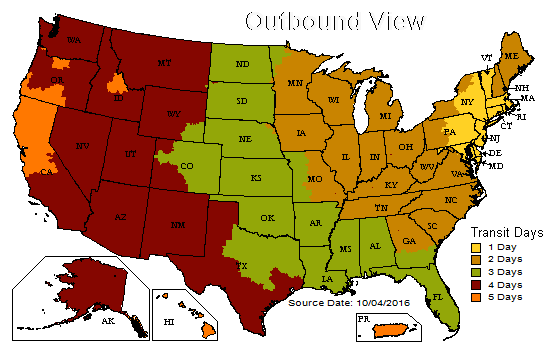 Outbound View
WA
OR
CA
NV
ID
MT
WY
UT
CO
AZ
NM
ND
SD
NE
KS
OK
TX
MN
IA
MO
AR
LA
WI
IL
MI
IN
OH
KY
TN
MS
AL
GA
FL
SC
NC
VA
WV
PA
NY
VT
ME
NH
MA
RI
CT
NJ
DE
MD
AK
HI
PR
Transit Days
1 Day
2 Days
3 Days
4 Days
5 Days
Source Date: 10/04/2016